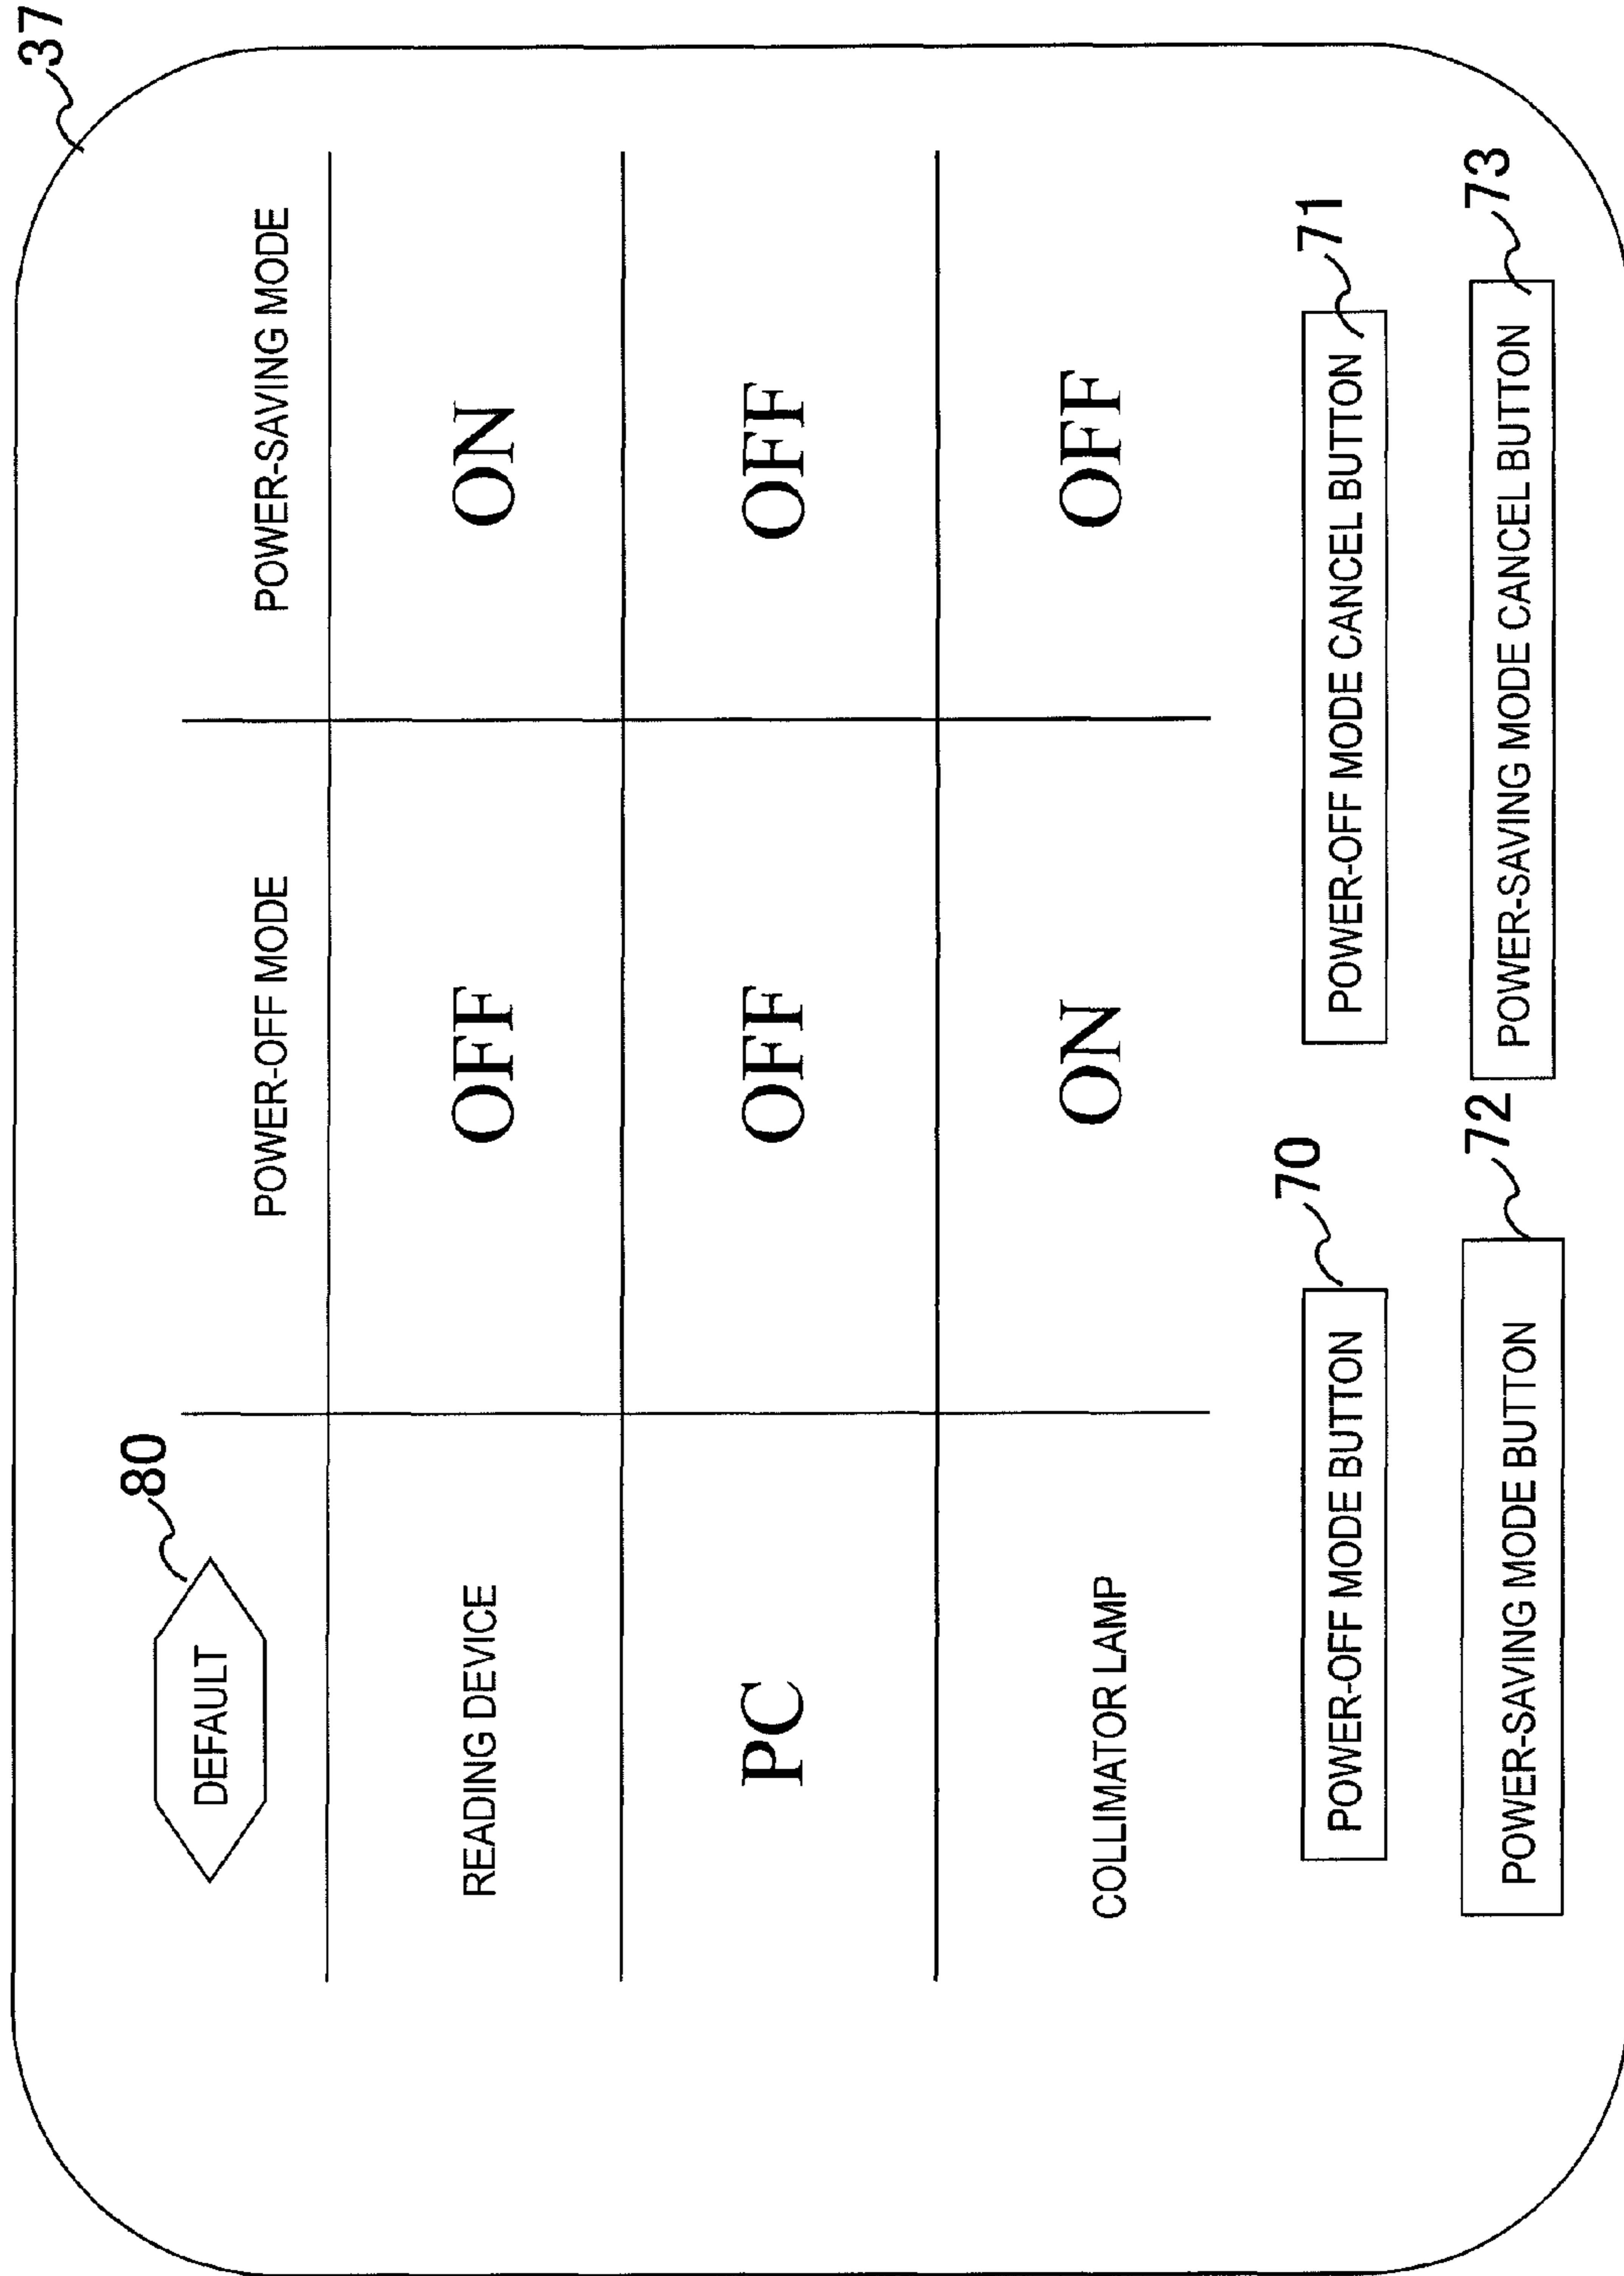 37
80
DEFAULT
POWER-OFF MODE
POWER-SAVING MODE
READING DEVICE
OFF
ON
PC
OFF
OFF
COLLIMATOR LAMP
ON
OFF
70
71
POWER-OFF MODE BUTTON
POWER-OFF MODE CANCEL BUTTON
72
73
POWER-SAVING MODE BUTTON
POWER-SAVING MODE CANCEL BUTTON